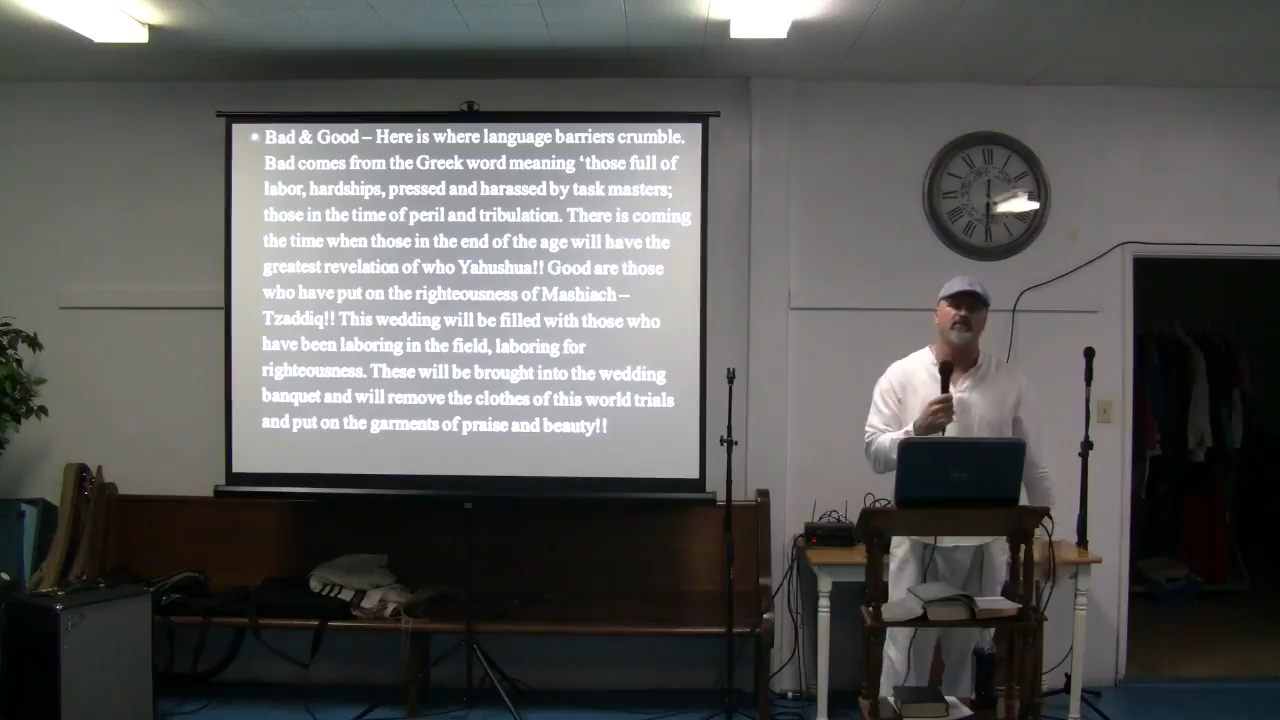 Bad & Good – Here is where language barriers crumble.
Bad comes from the Greek word meaning ‘those full of
labor, hardships, pressed and harassed by task masters;
those in the time of peril and tribulation. There is coming
the time when those in the end of the age will have the
greatest revelation of who Yahushua!! Good are those
who have put on the righteousness of Mashiach –
Tzaddiq!! This wedding will be filled with those who
have been laboring in the field, laboring for
righteousness. These will be brought into the wedding
banquet and will remove the clothes of this world trials
and put on the garments of praise and beauty!!